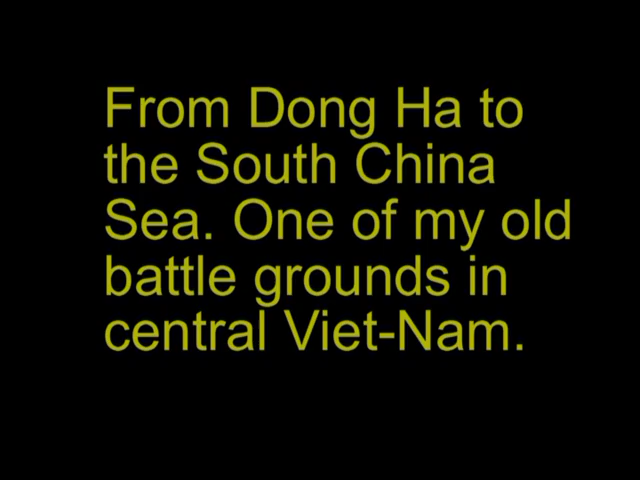 From Dong Ha to
the South China
Sea. One of my old
battle grounds in
central Viet-Nam.